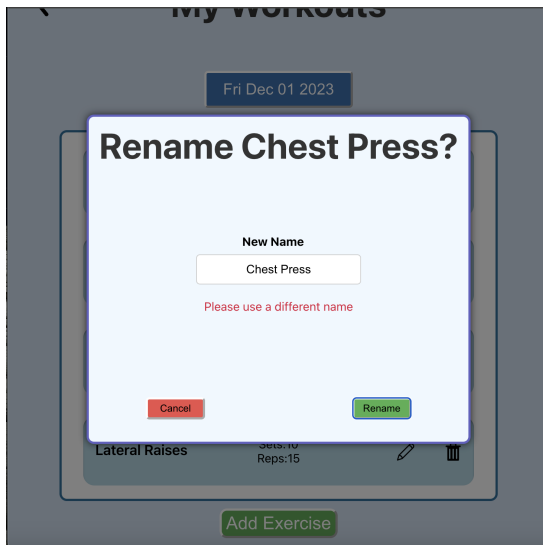 My Workouts
Fri Dec 01 2023
Rename Chest Press?
New Name
Chest Press
Please use a different name
Cancel
Rename
Lateral Raises
Sets:10
Reps:15
Add Exercise